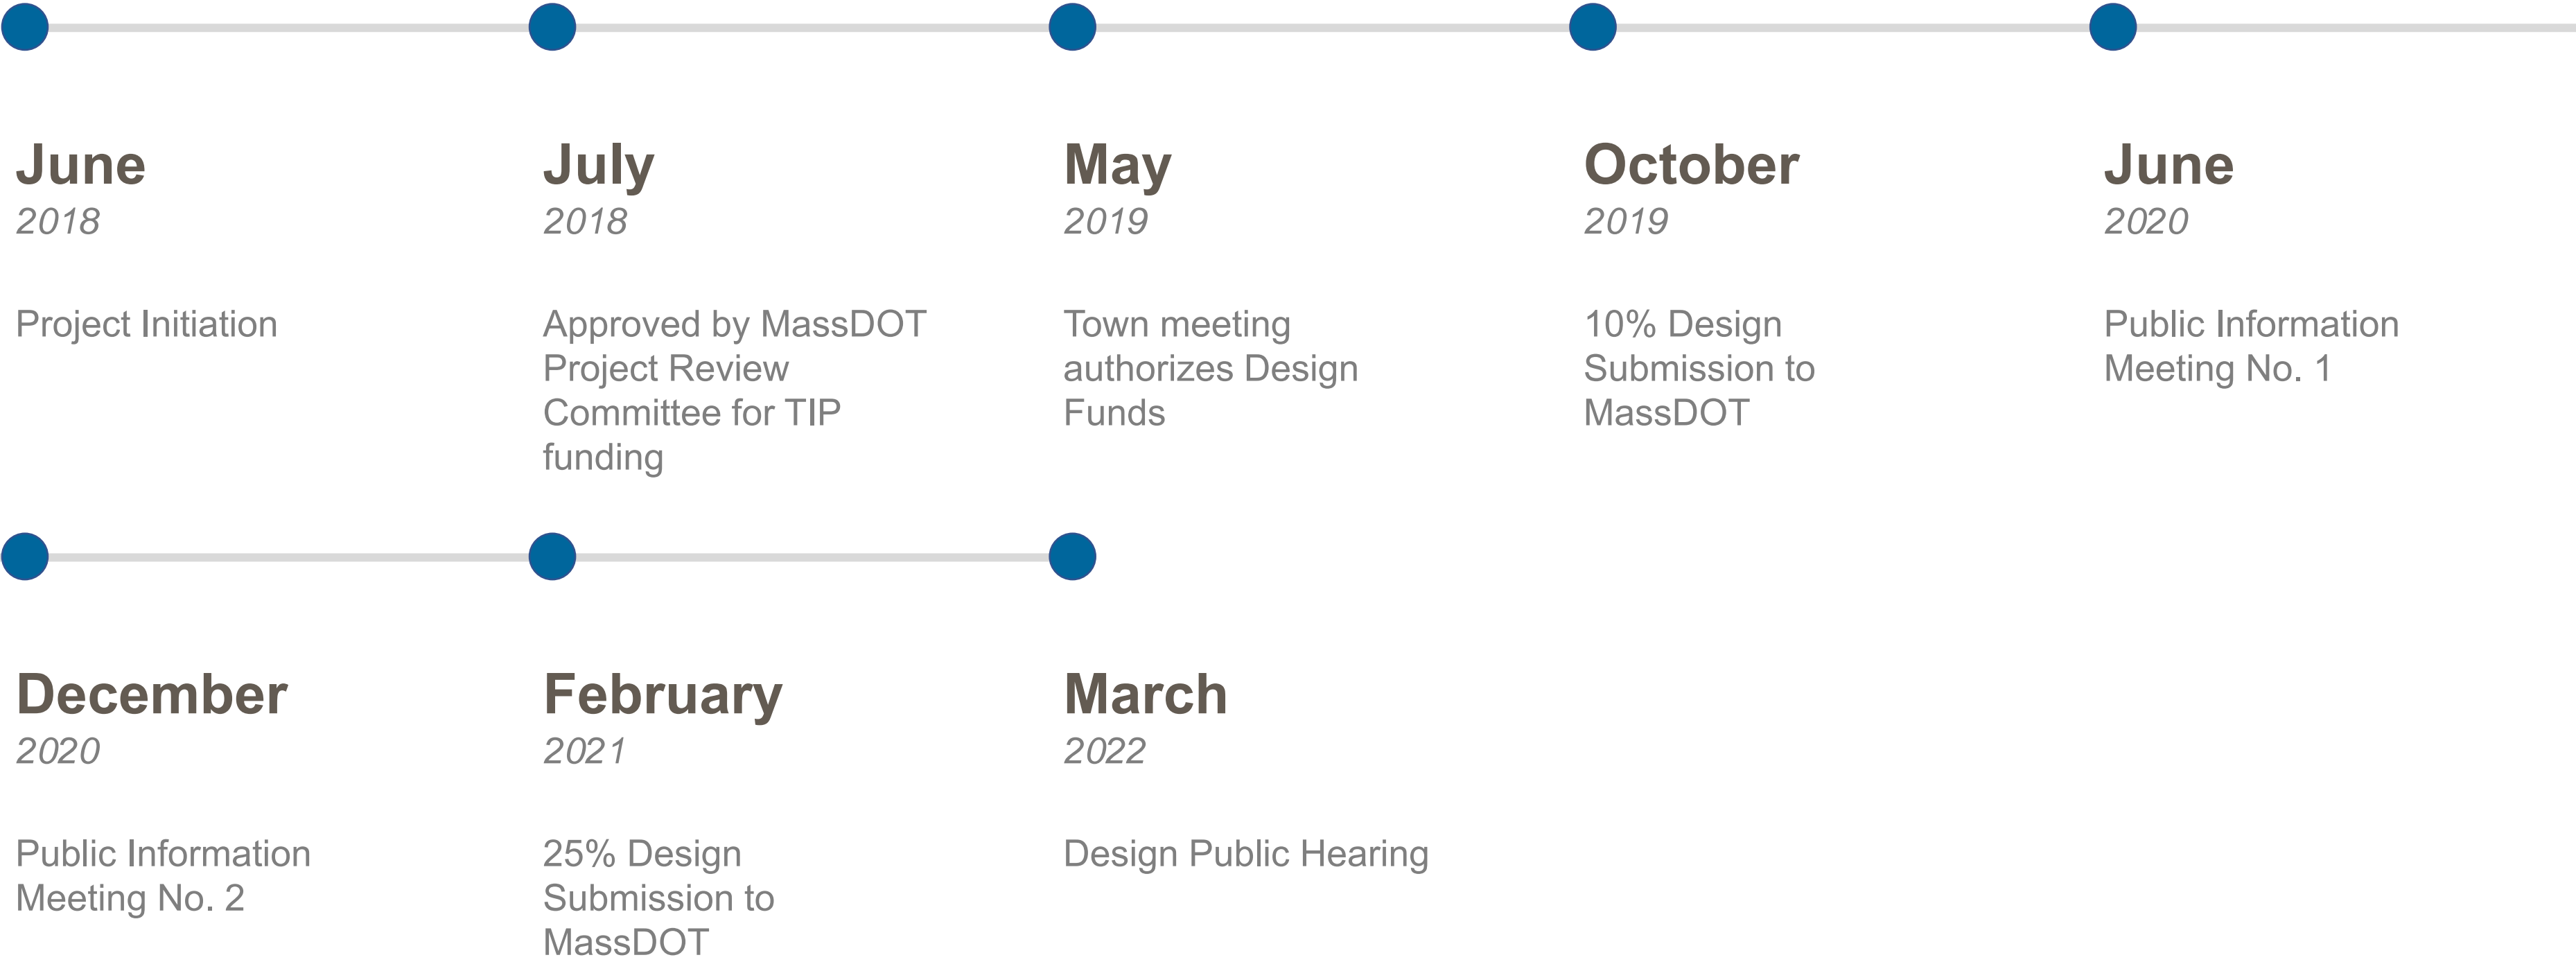 June
2018
Project Initiation
July
2018
Approved by MassDOT
Project Review
Committee for TIP
funding
May
2019
Town meeting
authorizes Design
Funds
October
2019
10% Design
Submission to
MassDOT
June
2020
Public Information
Meeting No. 1
December
2020
Public Information
Meeting No. 2
February
2021
25% Design
Submission to
MassDOT
March
2022
Design Public Hearing